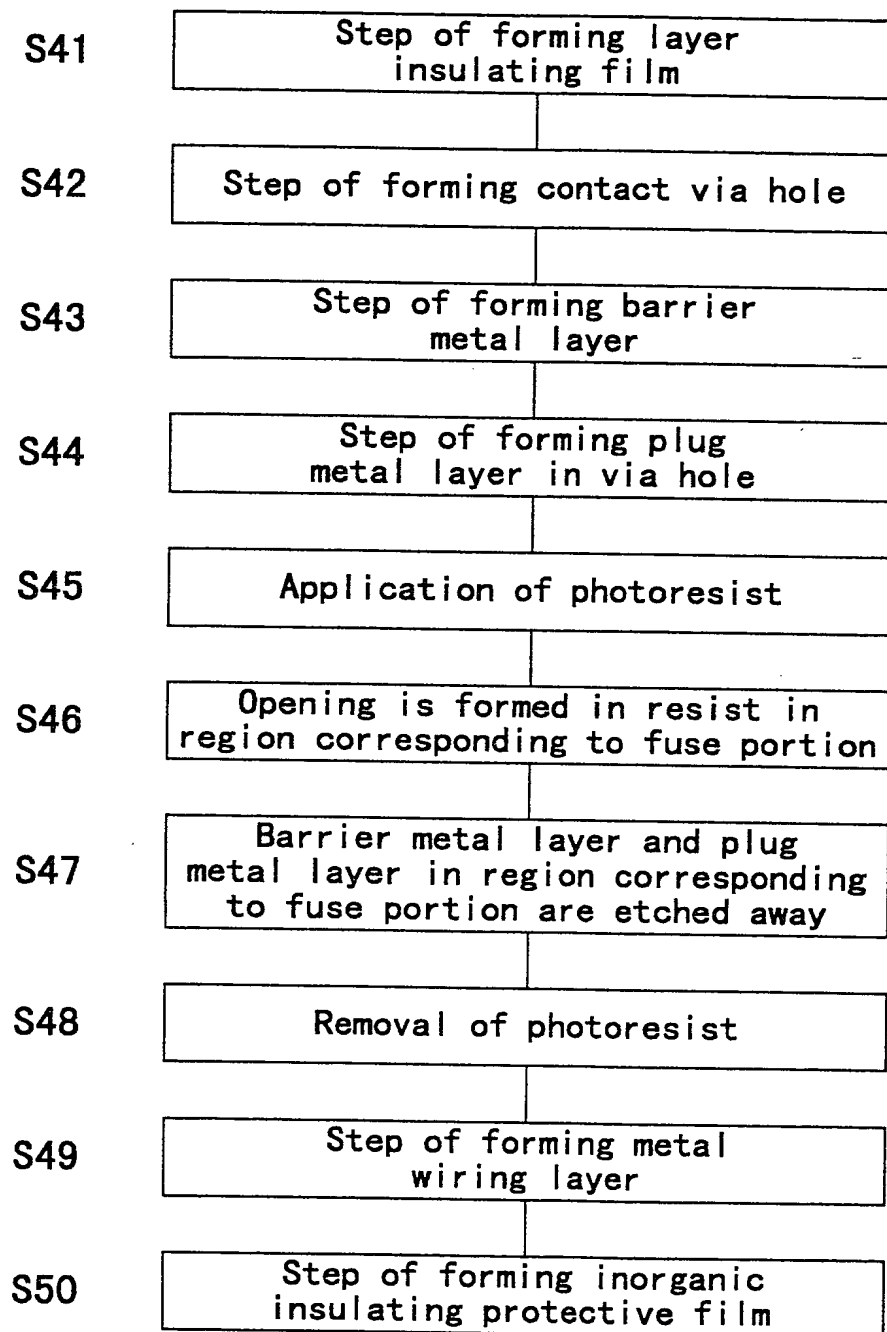 S41
Step of forming layer
insulating film
S42
Step of forming contact via hole
S43
Step of forming barrier
metal layer
S44
Step of forming plug
metal layer in via hole
S45
Application of photoresist
S46
Opening is formed in resist in
region corresponding to fuse portion
S47
Barrier metal layer and plug
metal layer in region corresponding
to fuse portion are etched away
S48
Removal of photoresist
S49
Step of forming metal
wiring layer
S50
Step of forming inorganic
insulating protective film